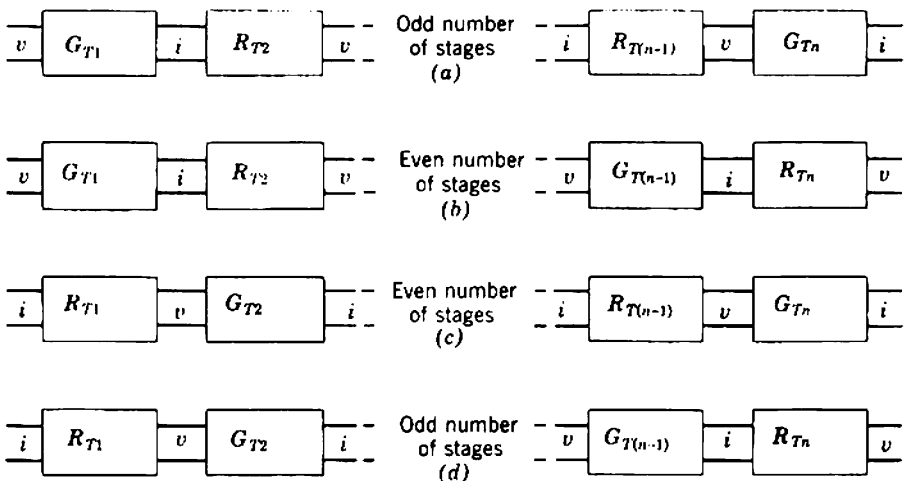 v G_T1 i R_T2 v Odd number of stages (a) i R_T(n-1) v G_Tn i
v G_T1 i R_T2 v Even number of stages (b) v G_T(n-1) i R_Tn v
i R_T1 v G_T2 i Even number of stages (c) i R_T(n-1) v G_Tn i
i R_T1 v G_T2 i Odd number of stages (d) v G_T(n-1) i R_Tn v